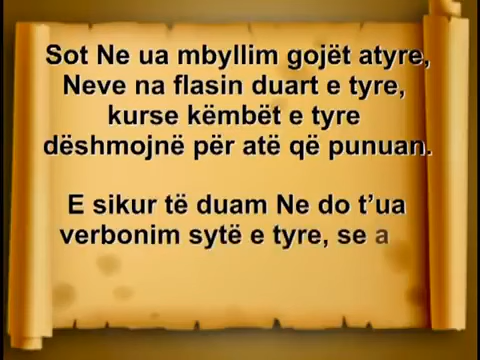 Sot Ne ua mbyllim gojët atyre,
Neve na flasin duart e tyre,
kurse këmbët e tyre
dëshmojnë për atë që punuan.
E sikur të duam Ne do t'ua
verbonim sytë e tyre, se a